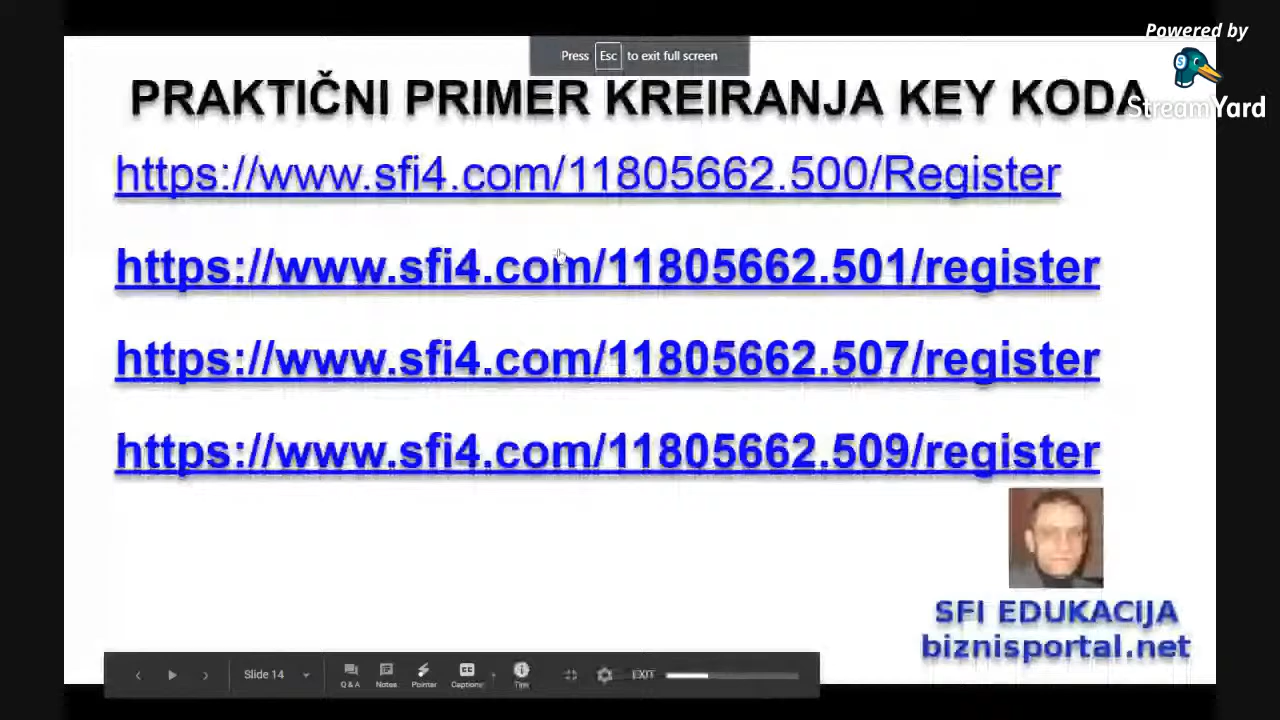 Powered by
StreamYard
Press Esc to exit full screen
PRAKTIČNI PRIMER KREIRANJA KEY KODA
https://www.sfi4.com/11805662.500/Register
https://www.sfi4.com/11805662.501/register
https://www.sfi4.com/11805662.507/register
https://www.sfi4.com/11805662.509/register
SFI EDUKACIJA
biznisportal.net
Slide 14 Q & A Notes Pointer Captions Tips EXIT